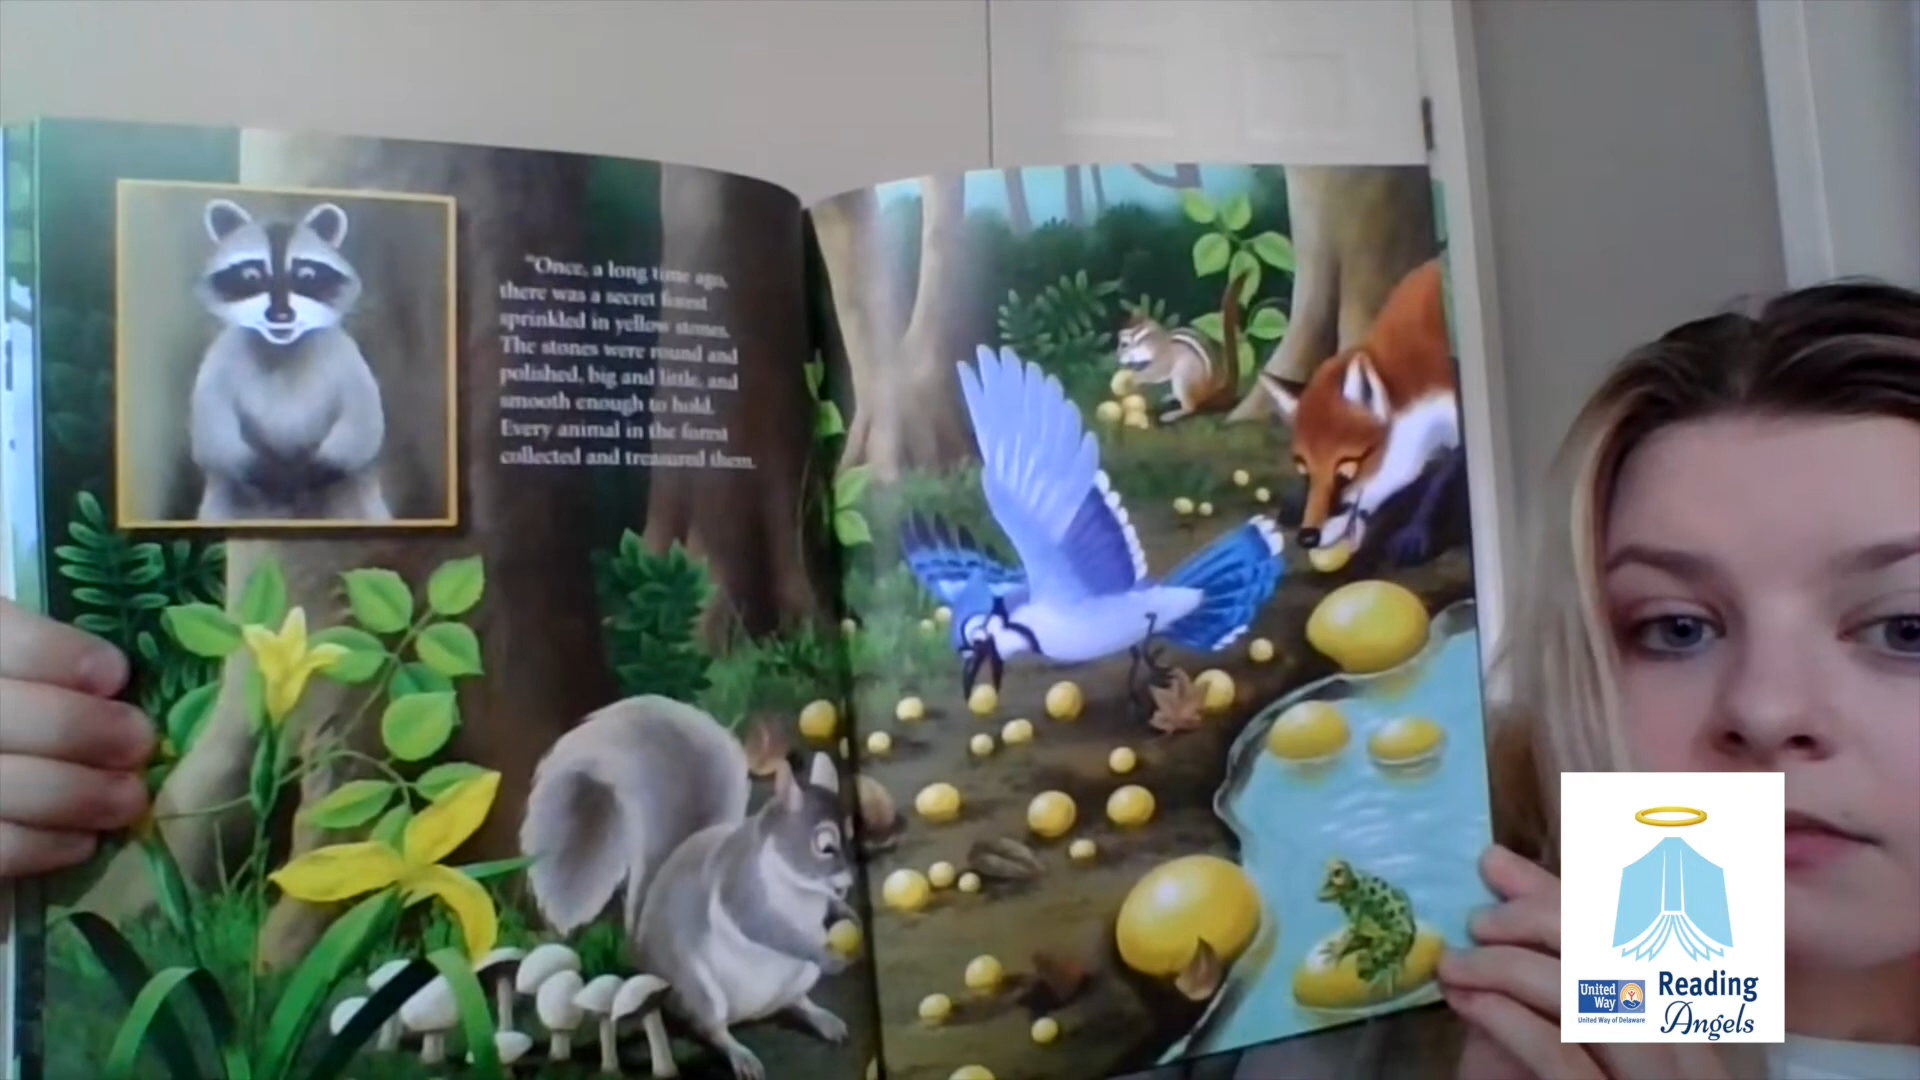 "Once, a long time ago,
there was a secret forest
sprinkled in yellow stones.
The stones were round and
polished, big and little, and
smooth enough to hold.
Every animal in the forest
collected and treasured them.
United
Way
United Way of Delaware
Reading
Angels